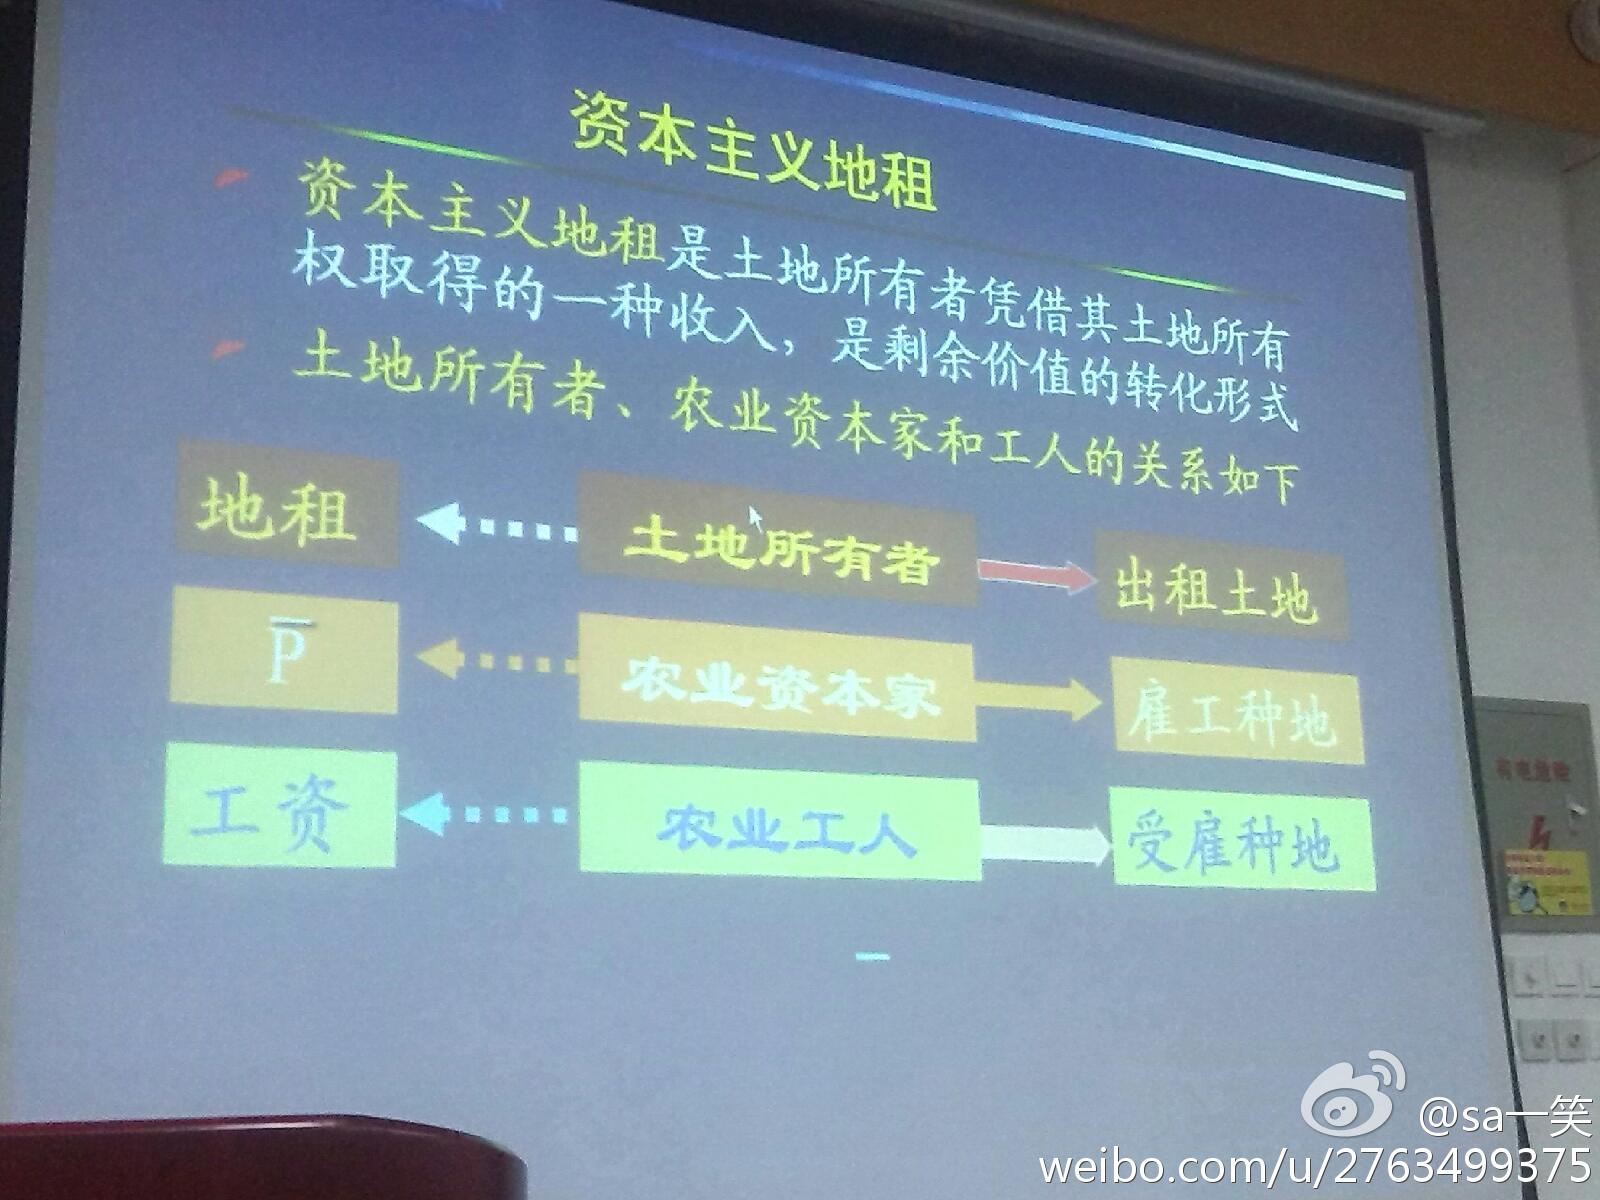 资本主义地租
资本主义地租是土地所有者凭借其土地所有
权取得的一种收入，是剩余价值的转化形式
土地所有者、农业资本家和工人的关系如下
地租
土地所有者
出租土地
P̅
农业资本家
雇工种地
工资
农业工人
受雇种地
有电危险
@sa一笑
weibo.com/u/2763499375